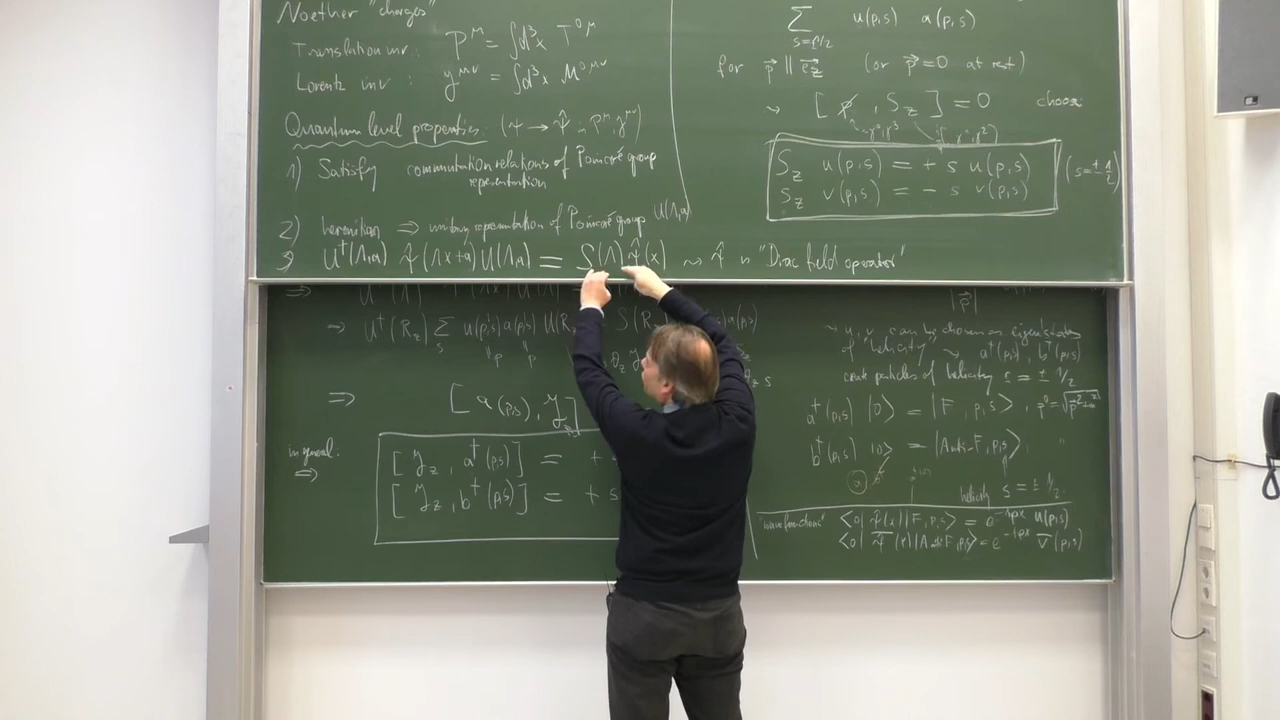 Noether "charges"
Translation inv: P^μ = ∫d³x T^{0μ}
Lorentz inv: J^{μν} = ∫d³x M^{0μν}
Quantum level properties: (ψ → ψ̂, P^μ, J^{μν})
1) Satisfy commutation relations of Poincaré group
representation
2) hermitian ⇒ unitary representation of Poincaré group U(Λ,a)
3) U†(Λ,a) ψ̂(Λx+a) U(Λ,a) = S(Λ) ψ̂(x) ⇝ ψ̂ is "Dirac field operator"
∑ u(p,s) a(p,s)
s=±1/2
for p⃗ ∥ e⃗_z (or p⃗=0 at rest)
⇝ [p̸, S_z] = 0 choose
S_z u(p,s) = + s u(p,s)
S_z v(p,s) = - s v(p,s) (s=±1/2)
⇒
⇒ U†(R_z) ∑_s u(p,s) a(p,s) U(R
⇒ [a(p,s), J_z]
in general:
⇒
[J_z, a†(p,s)] = +
[J_z, b†(p,s)] = + s
|p⃗|
⇝ u, v can be chosen as eigenstates
of "helicity" ⇝ a†(p,s), b†(p,s)
create particles of helicity s = ± 1/2
a†(p,s) |0⟩ = |F, p,s⟩,
b†(p,s) |0⟩ = |Anti-F, p,s⟩, "
helicity s = ± 1/2
"wavefunctions" ⟨0| ψ̂(x) |F, p,s⟩ = e^{-ipx} u(p,s)
⟨0| ψ̄(x) |Anti-F, p,s⟩ = e^{-ipx} v̄(p,s)